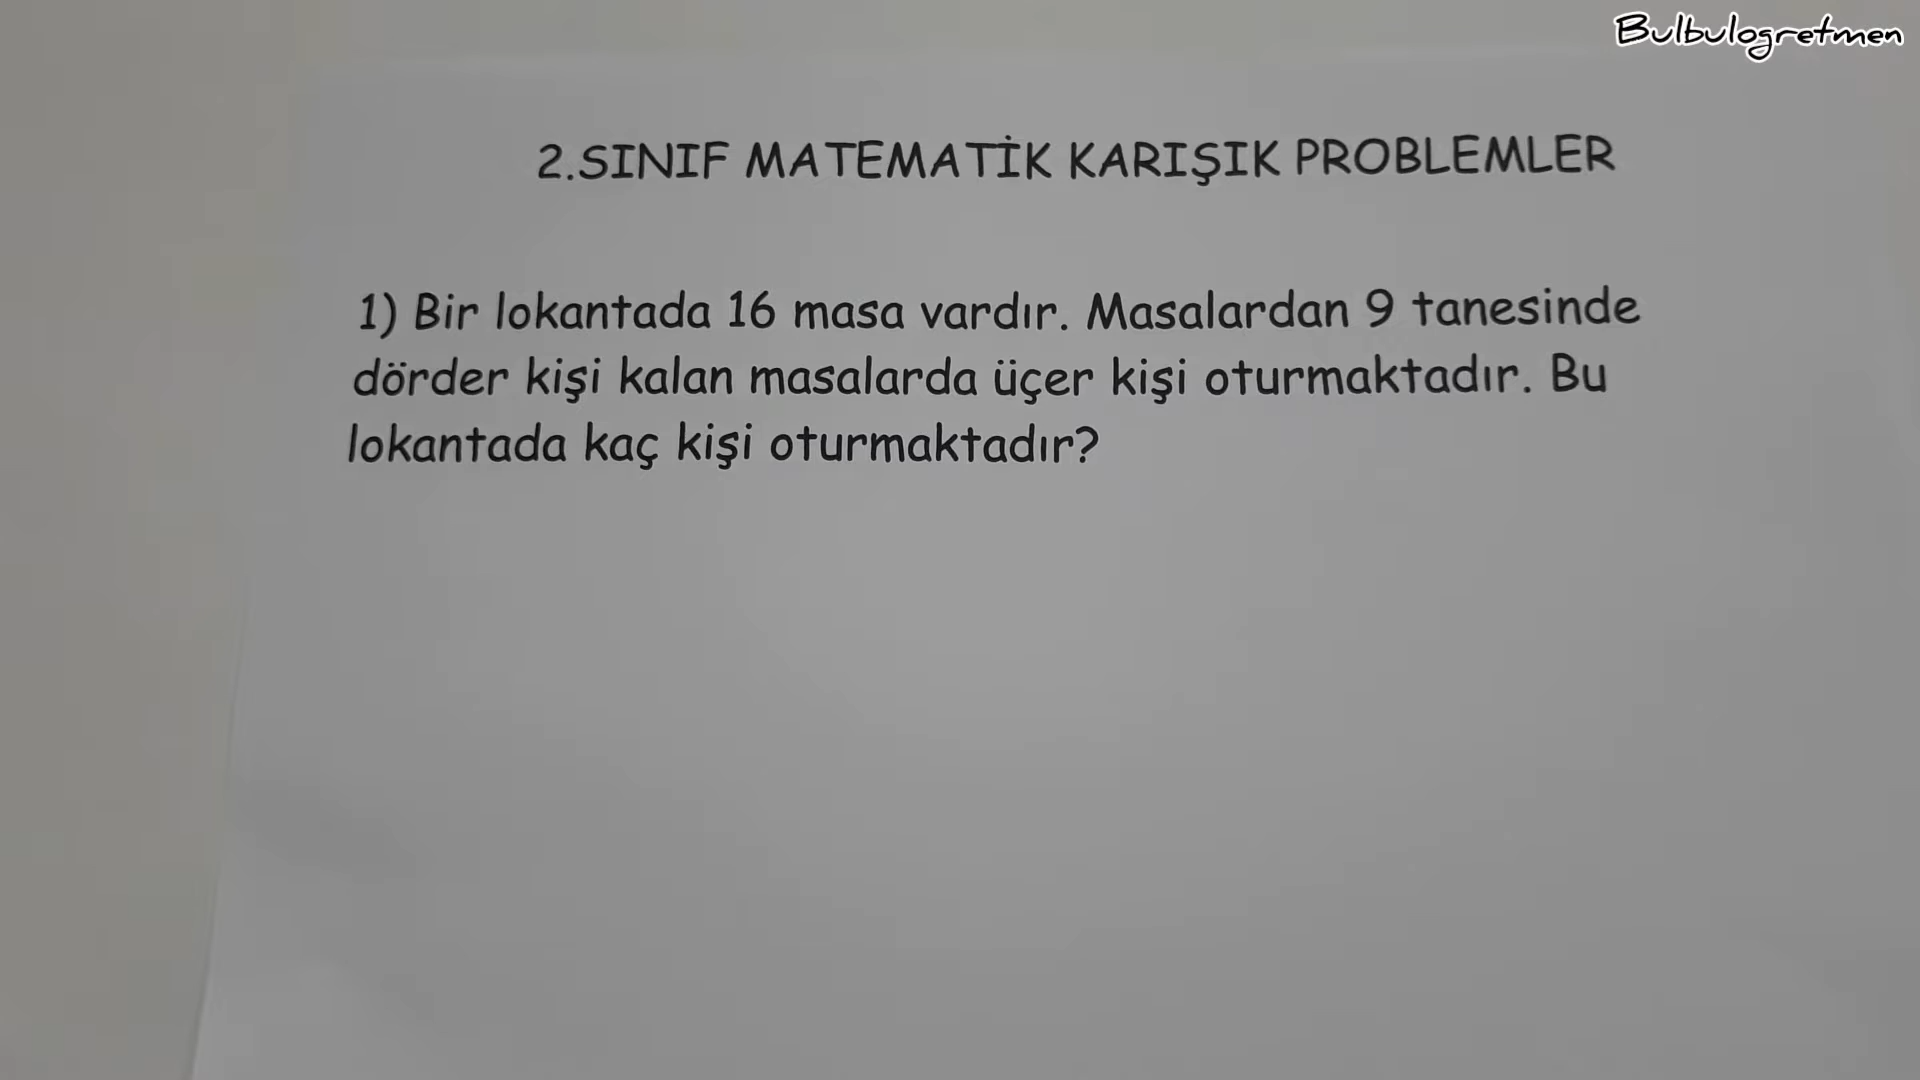 Bulbulogretmen
2.SINIF MATEMATİK KARIŞIK PROBLEMLER
1) Bir lokantada 16 masa vardır. Masalardan 9 tanesinde
dörder kişi kalan masalarda üçer kişi oturmaktadır. Bu
lokantada kaç kişi oturmaktadır?